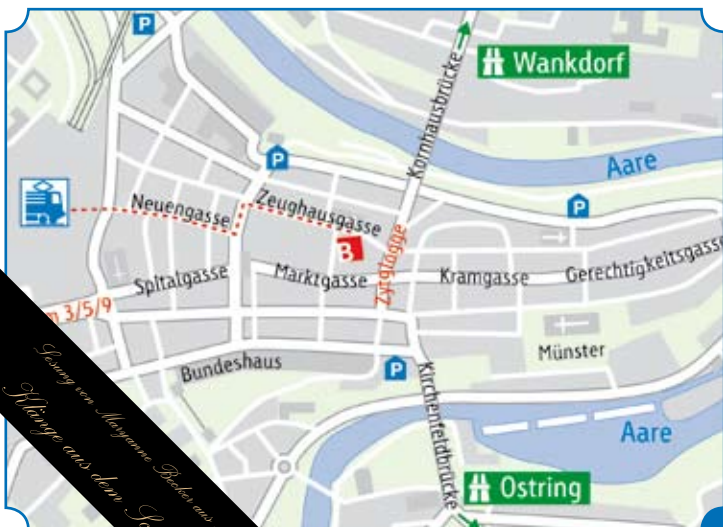 P
Wankdorf
Kornhausbrücke
Aare
P
P
Neuengasse
Zeughausgasse
B
Zytglogge
Spitalgasse
Marktgasse
Kramgasse
Gerechtigkeitsgasse
m 3/5/9
Münster
Bundeshaus
P
Kirchenfeldbrücke
Aare
Ostring
Lesung von Maryanne Becker aus
Klänge aus dem